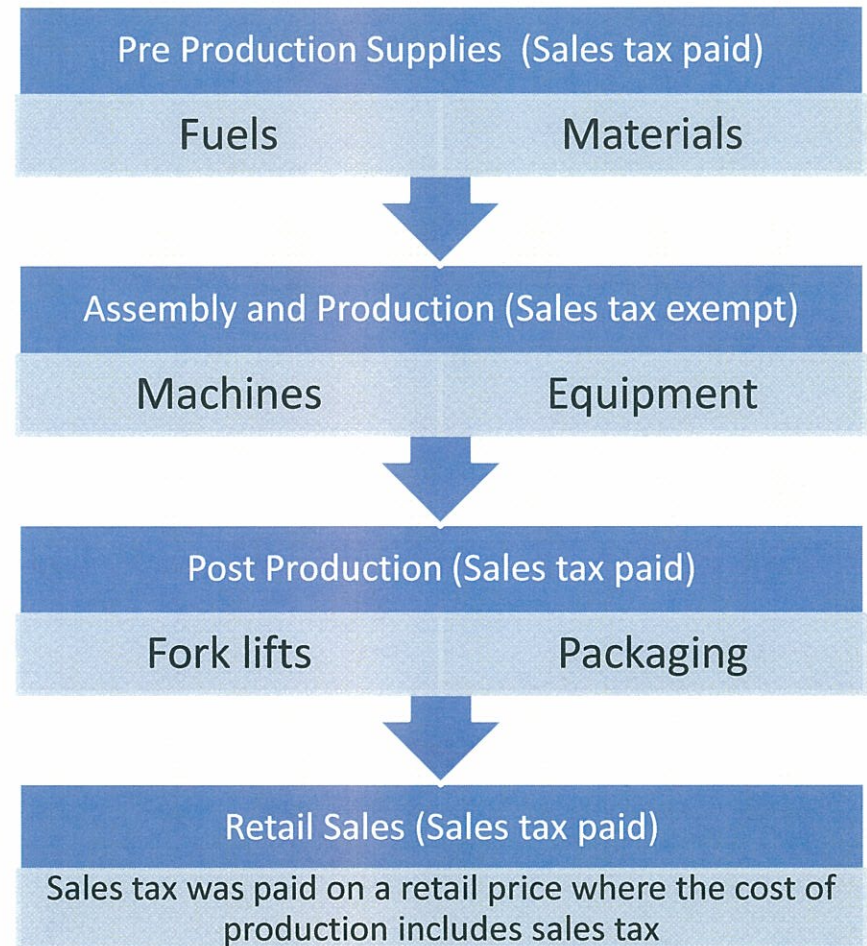 Pre Production Supplies (Sales tax paid)
Fuels Materials
Assembly and Production (Sales tax exempt)
Machines Equipment
Post Production (Sales tax paid)
Fork lifts Packaging
Retail Sales (Sales tax paid)
Sales tax was paid on a retail price where the cost of
production includes sales tax